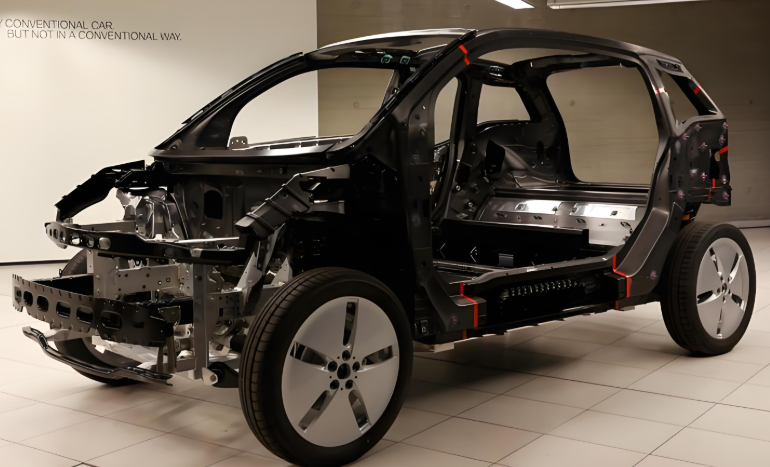 Y CONVENTIONAL CAR.
BUT NOT IN A CONVENTIONAL WAY.